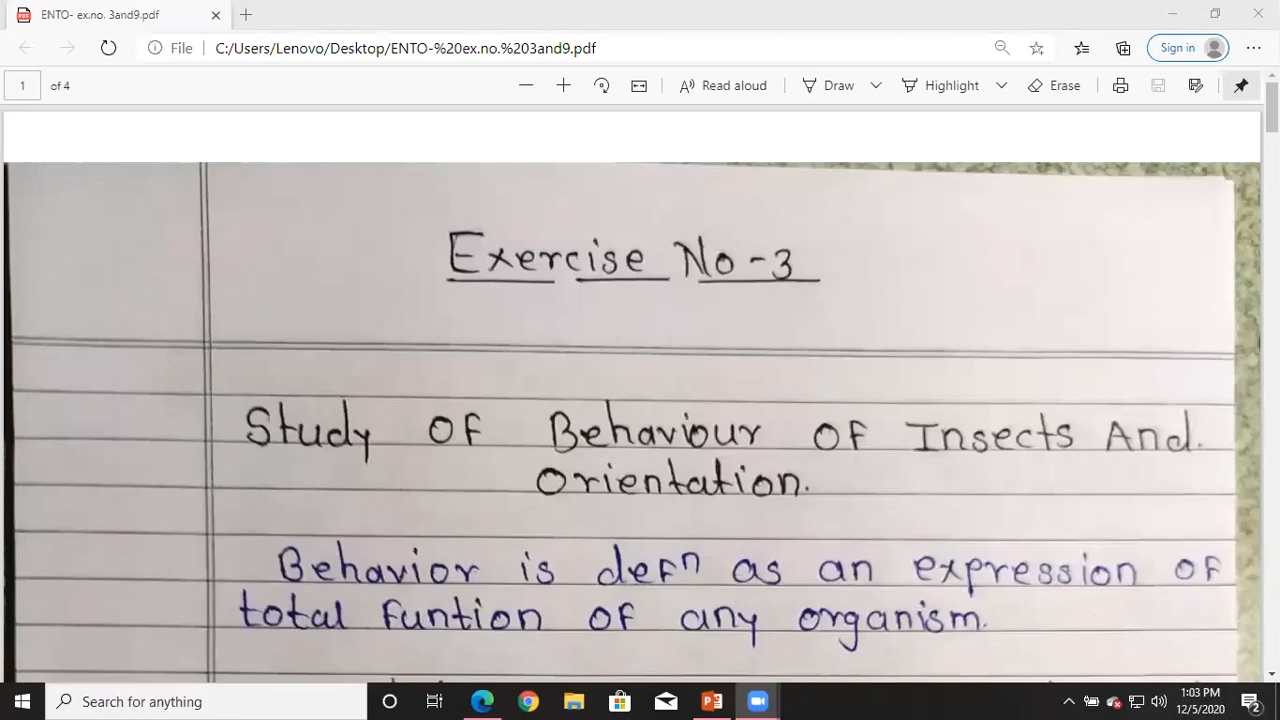 ENTO- ex.no. 3and9.pdf
File
C:/Users/Lenovo/Desktop/ENTO-%20ex.no.%203and9.pdf
Sign in
1 of 4
Read aloud
Draw
Highlight
Erase
Exercise No -3
Study OF Behaviour OF Insects And.
Orientation.
Behavior is defⁿ as an expression of
total funtion of any organism.
Search for anything
1:03 PM
12/5/2020
2